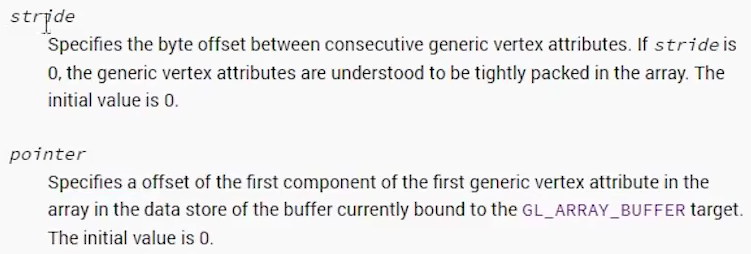 stride
Specifies the byte offset between consecutive generic vertex attributes. If stride is
0, the generic vertex attributes are understood to be tightly packed in the array. The
initial value is 0.
pointer
Specifies a offset of the first component of the first generic vertex attribute in the
array in the data store of the buffer currently bound to the GL_ARRAY_BUFFER target.
The initial value is 0.